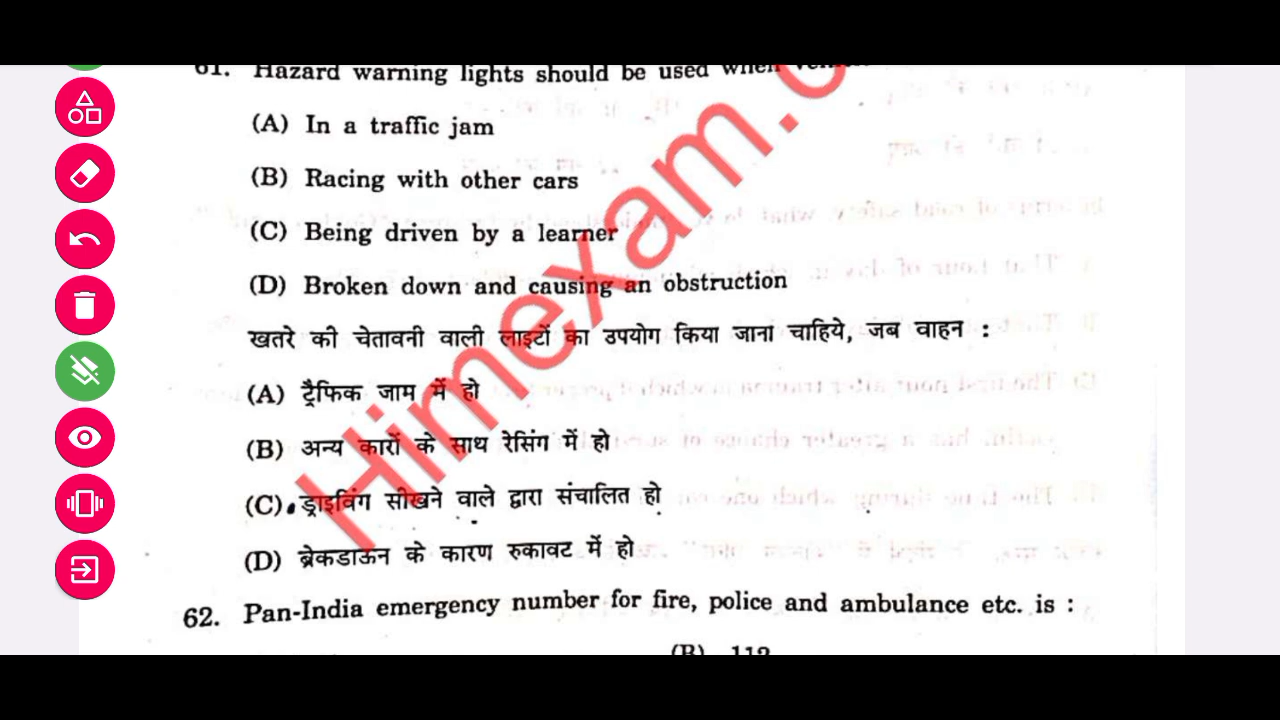 61. Hazard warning lights should be used when
(A) In a traffic jam
(B) Racing with other cars
(C) Being driven by a learner
(D) Broken down and causing an obstruction
खतरे की चेतावनी वाली लाइटों का उपयोग किया जाना चाहिये, जब वाहन :
(A) ट्रैफिक जाम में हो
(B) अन्य कारों के साथ रेसिंग में हो
(C) ड्राइविंग सीखने वाले द्वारा संचालित हो
(D) ब्रेकडाऊन के कारण रुकावट में हो
62. Pan-India emergency number for fire, police and ambulance etc. is :
(B) 112
Himexam.c